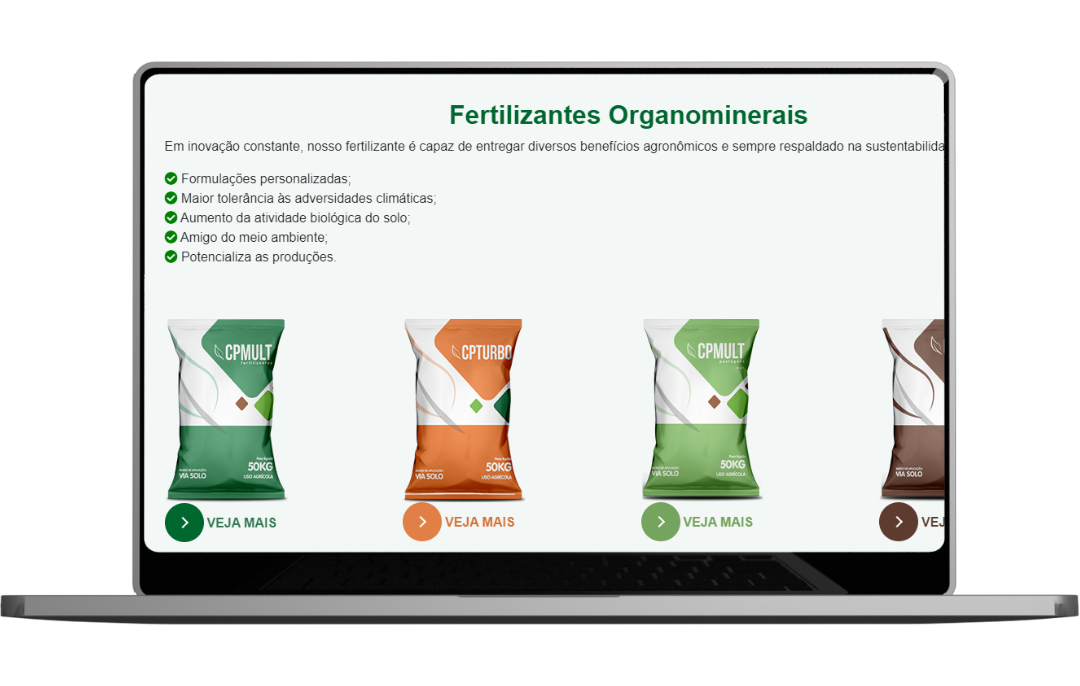 Fertilizantes Organominerais
Em inovação constante, nosso fertilizante é capaz de entregar diversos benefícios agronômicos e sempre respaldado na sustentabilida
Formulações personalizadas;
Maior tolerância às adversidades climáticas;
Aumento da atividade biológica do solo;
Amigo do meio ambiente;
Potencializa as produções.
CPMULT
fertilizantes
50KG
VIA SOLO
USO AGRÍCOLA
CPTURBO
50KG
VIA SOLO
USO AGRÍCOLA
CPMULT
50KG
VIA SOLO
USO AGRÍCOLA
VIA SOLO
VEJA MAIS
VEJA MAIS
VEJA MAIS
VEJ